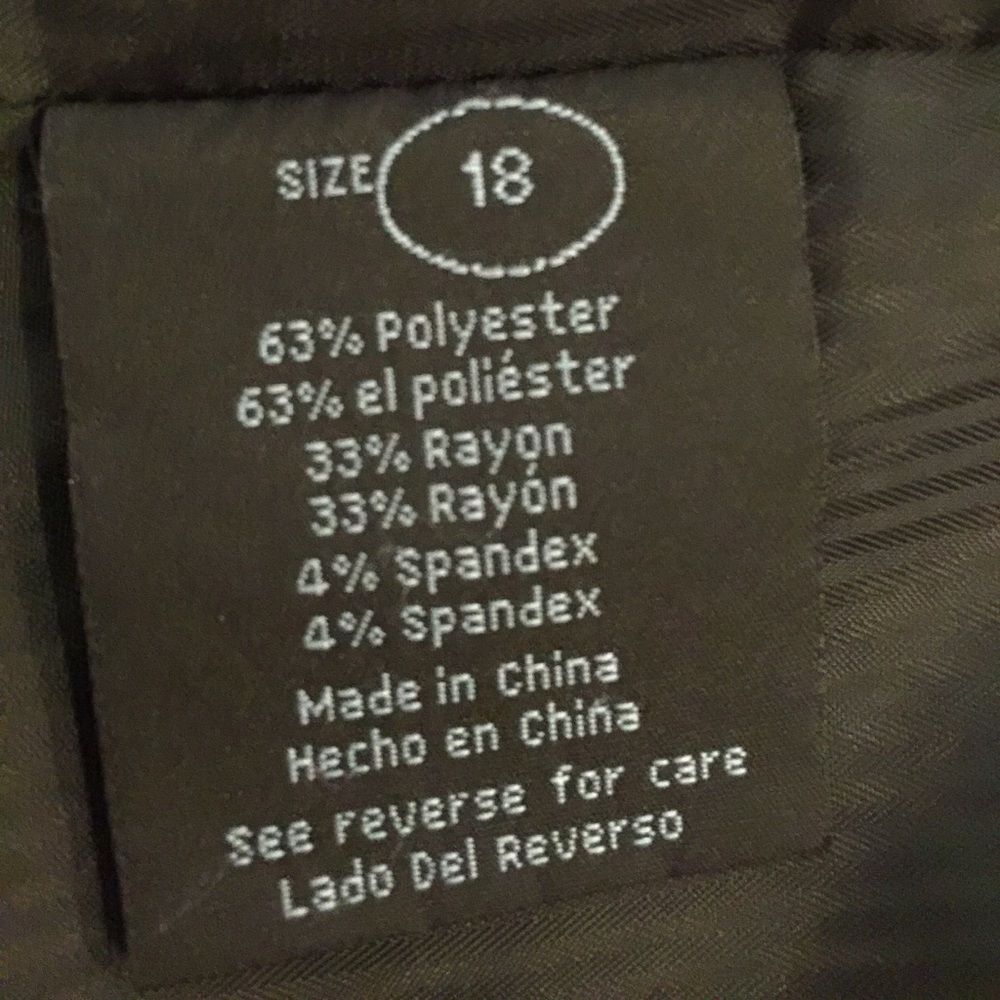 SIZE 18
63% Polyester
63% el poliéster
33% Rayon
33% Rayón
4% Spandex
4% Spandex
Made in China
Hecho en Chiña
See reverse for care
Lado Del Reverso